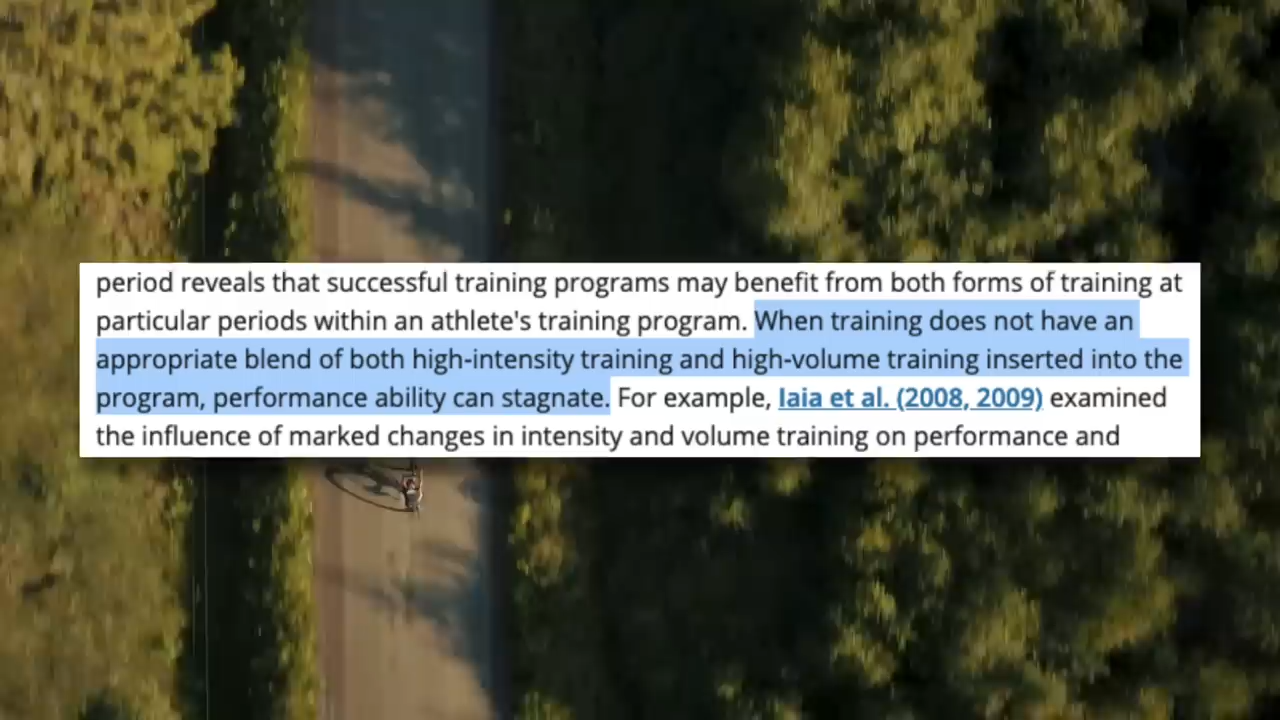 period reveals that successful training programs may benefit from both forms of training at
particular periods within an athlete's training program. When training does not have an
appropriate blend of both high-intensity training and high-volume training inserted into the
program, performance ability can stagnate. For example, Iaia et al. (2008, 2009) examined
the influence of marked changes in intensity and volume training on performance and